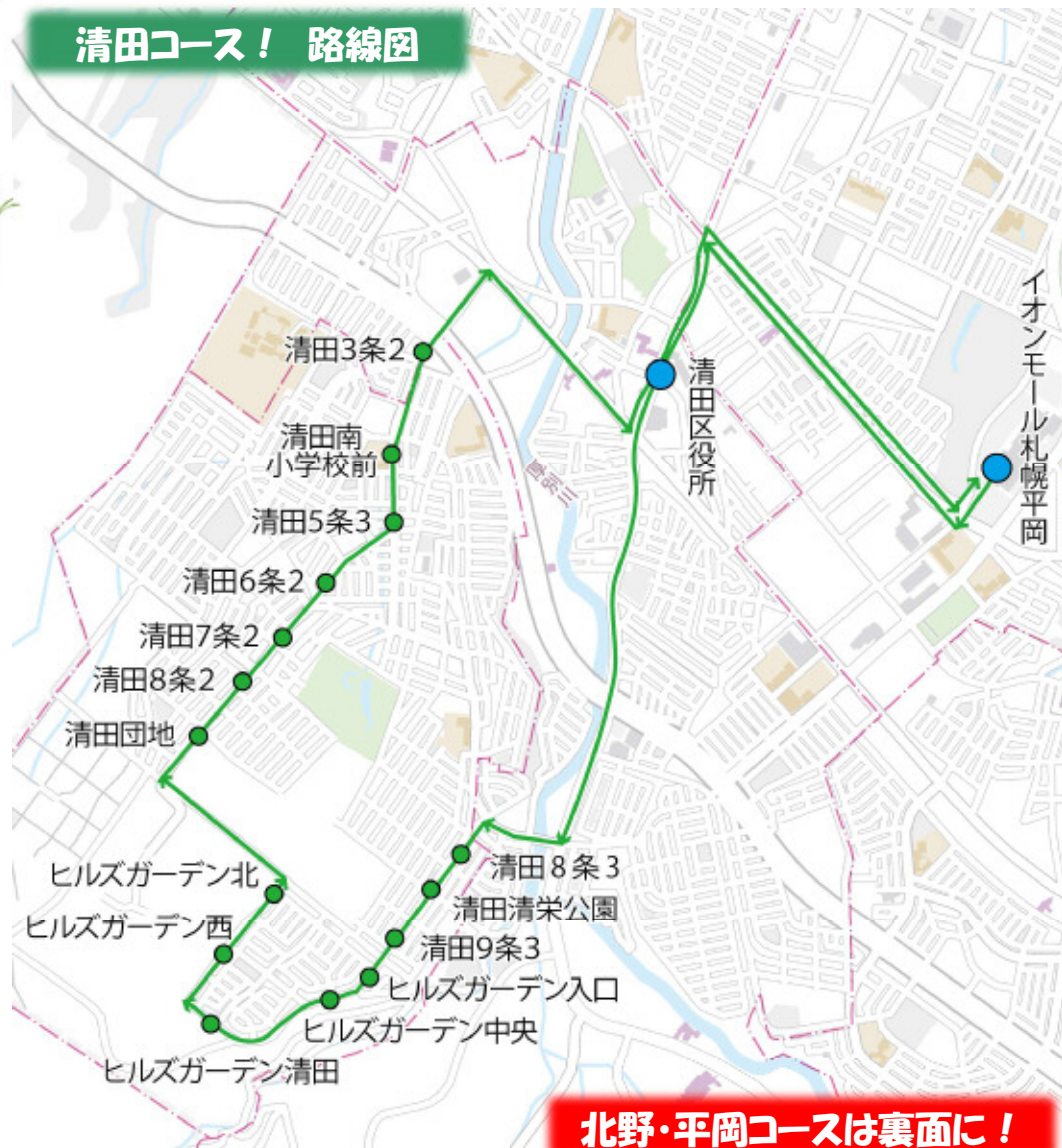 清田コース! 路線図
清田3条2
清田南
小学校前
清田5条3
清田6条2
清田7条2
清田8条2
清田団地
ヒルズガーデン北
ヒルズガーデン西
ヒルズガーデン清田
ヒルズガーデン中央
ヒルズガーデン入口
清田9条3
清田清栄公園
清田8条3
厚別川
清田区役所
イオンモール札幌平岡
北野・平岡コースは裏面に!